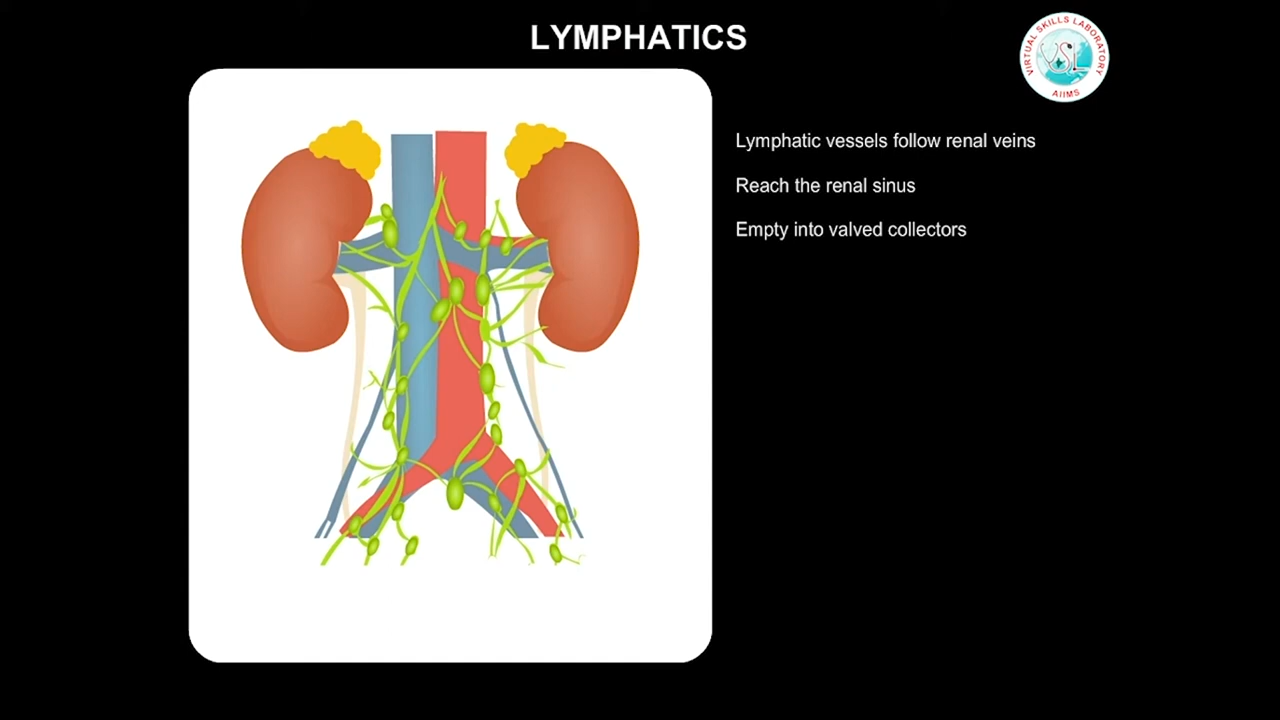 LYMPHATICS
VIRTUAL SKILLS LABORATORY
VSL
AIIMS
Lymphatic vessels follow renal veins
Reach the renal sinus
Empty into valved collectors